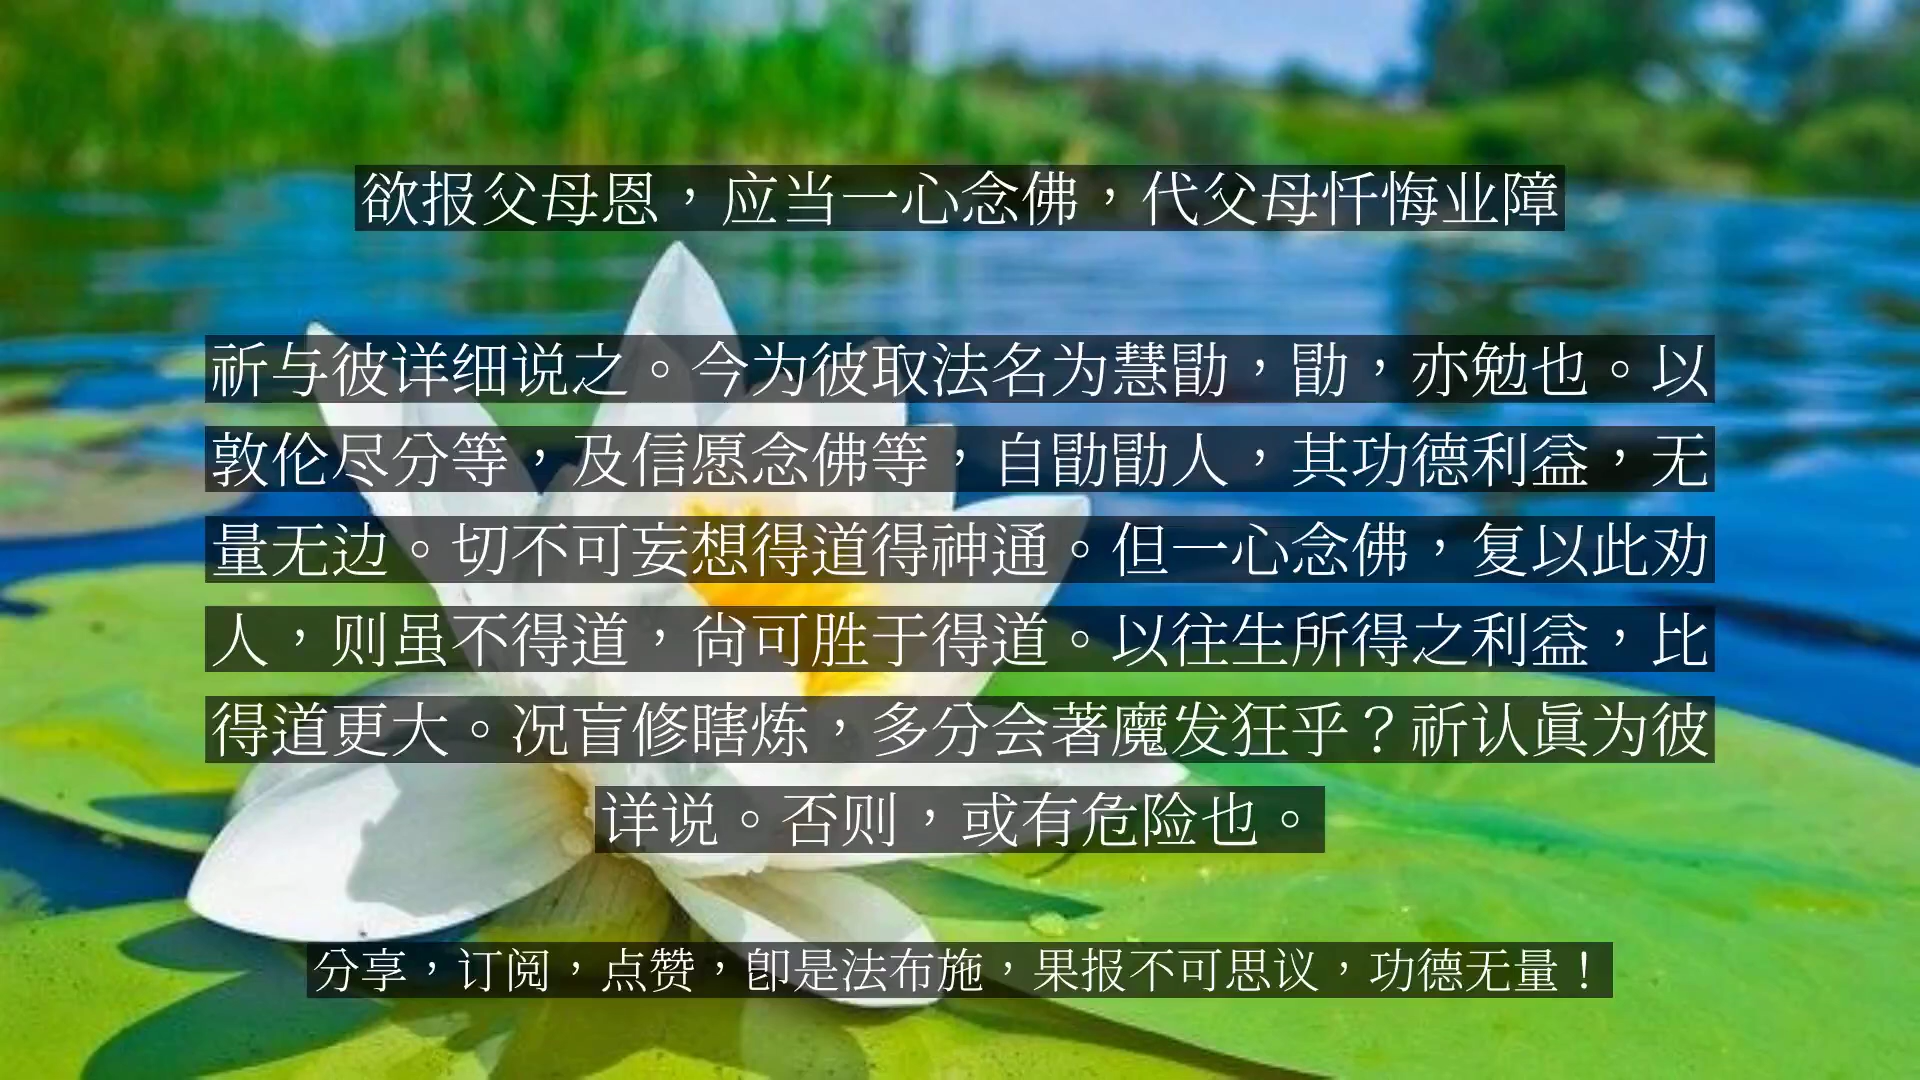 欲报父母恩，应当一心念佛，代父母忏悔业障
祈与彼详细说之。今为彼取法名为慧勖，勖，亦勉也。以
敦伦尽分等，及信愿念佛等，自勖勖人，其功德利益，无
量无边。切不可妄想得道得神通。但一心念佛，复以此劝
人，则虽不得道，尚可胜于得道。以往生所得之利益，比
得道更大。况盲修瞎炼，多分会著魔发狂乎？祈认真为彼
详说。否则，或有危险也。
分享，订阅，点赞，即是法布施，果报不可思议，功德无量！